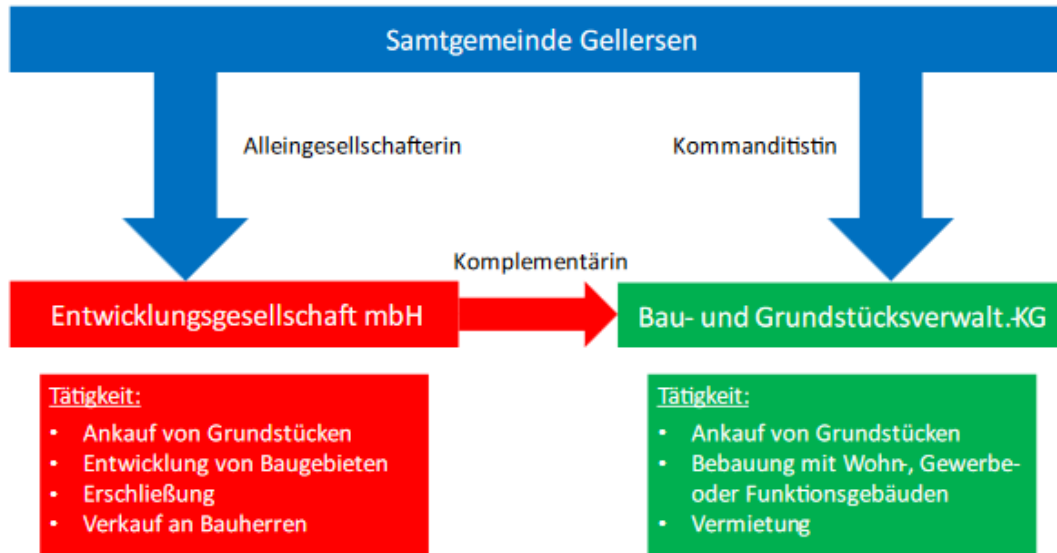 Samtgemeinde Gellersen
Alleingesellschafterin
Kommanditistin
Komplementärin
Entwicklungsgesellschaft mbH
Bau- und Grundstücksverwalt.-KG
Tätigkeit:
• Ankauf von Grundstücken
• Entwicklung von Baugebieten
• Erschließung
• Verkauf an Bauherren
Tätigkeit:
• Ankauf von Grundstücken
• Bebauung mit Wohn-, Gewerbe-
oder Funktionsgebäuden
• Vermietung